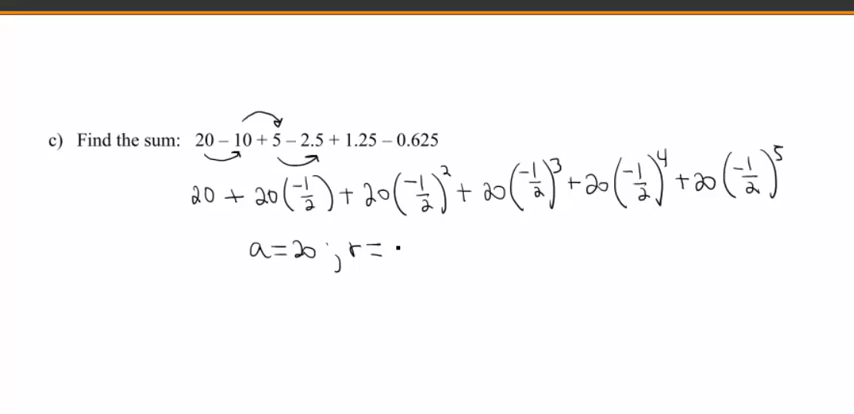 c) Find the sum: 20 – 10 + 5 – 2.5 + 1.25 – 0.625
20 + 20(-1/2) + 20(-1/2)^2 + 20(-1/2)^3 + 20(-1/2)^4 + 20(-1/2)^5
a = 20 ; r =